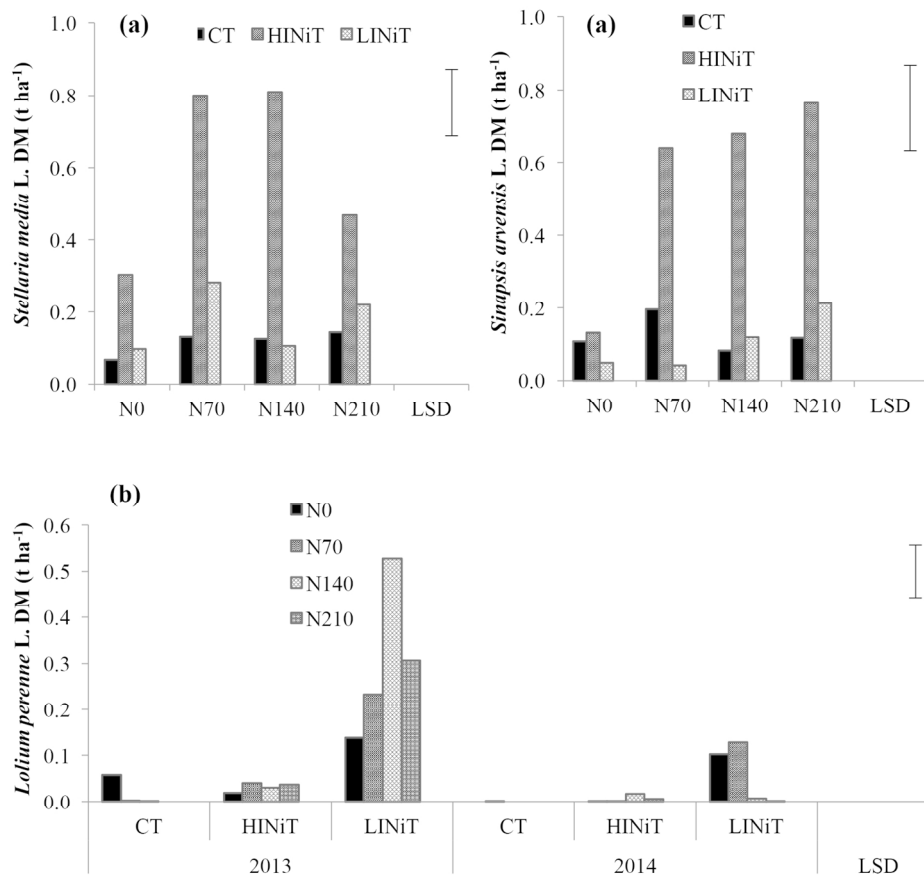 (a)
CT HINiT LINiT
Stellaria media L. DM (t ha-1)
1.0
0.8
0.6
0.4
0.2
0.0
N0 N70 N140 N210 LSD
(a)
CT
HINiT
LINiT
Sinapsis arvensis L. DM (t ha-1)
1.0
0.8
0.6
0.4
0.2
0.0
N0 N70 N140 N210 LSD
(b)
N0
N70
N140
N210
Lolium perenne L. DM (t ha-1)
0.6
0.5
0.4
0.3
0.2
0.1
0.0
CT HINiT LINiT CT HINiT LINiT
2013 2014 LSD